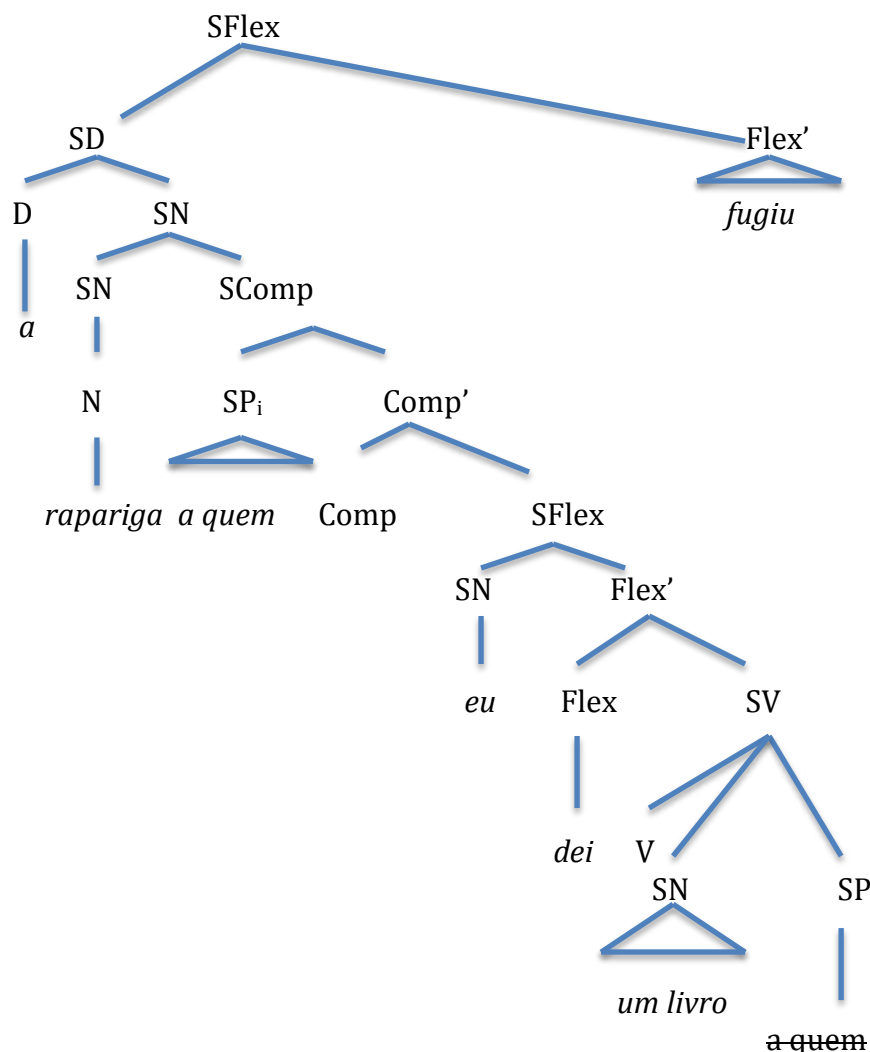 SFlex
SD Flex’
D SN fugiu
SN SComp
a
N SPi Comp’
rapariga a quem Comp SFlex
SN Flex’
eu Flex SV
dei V
SN SP
um livro
a quem